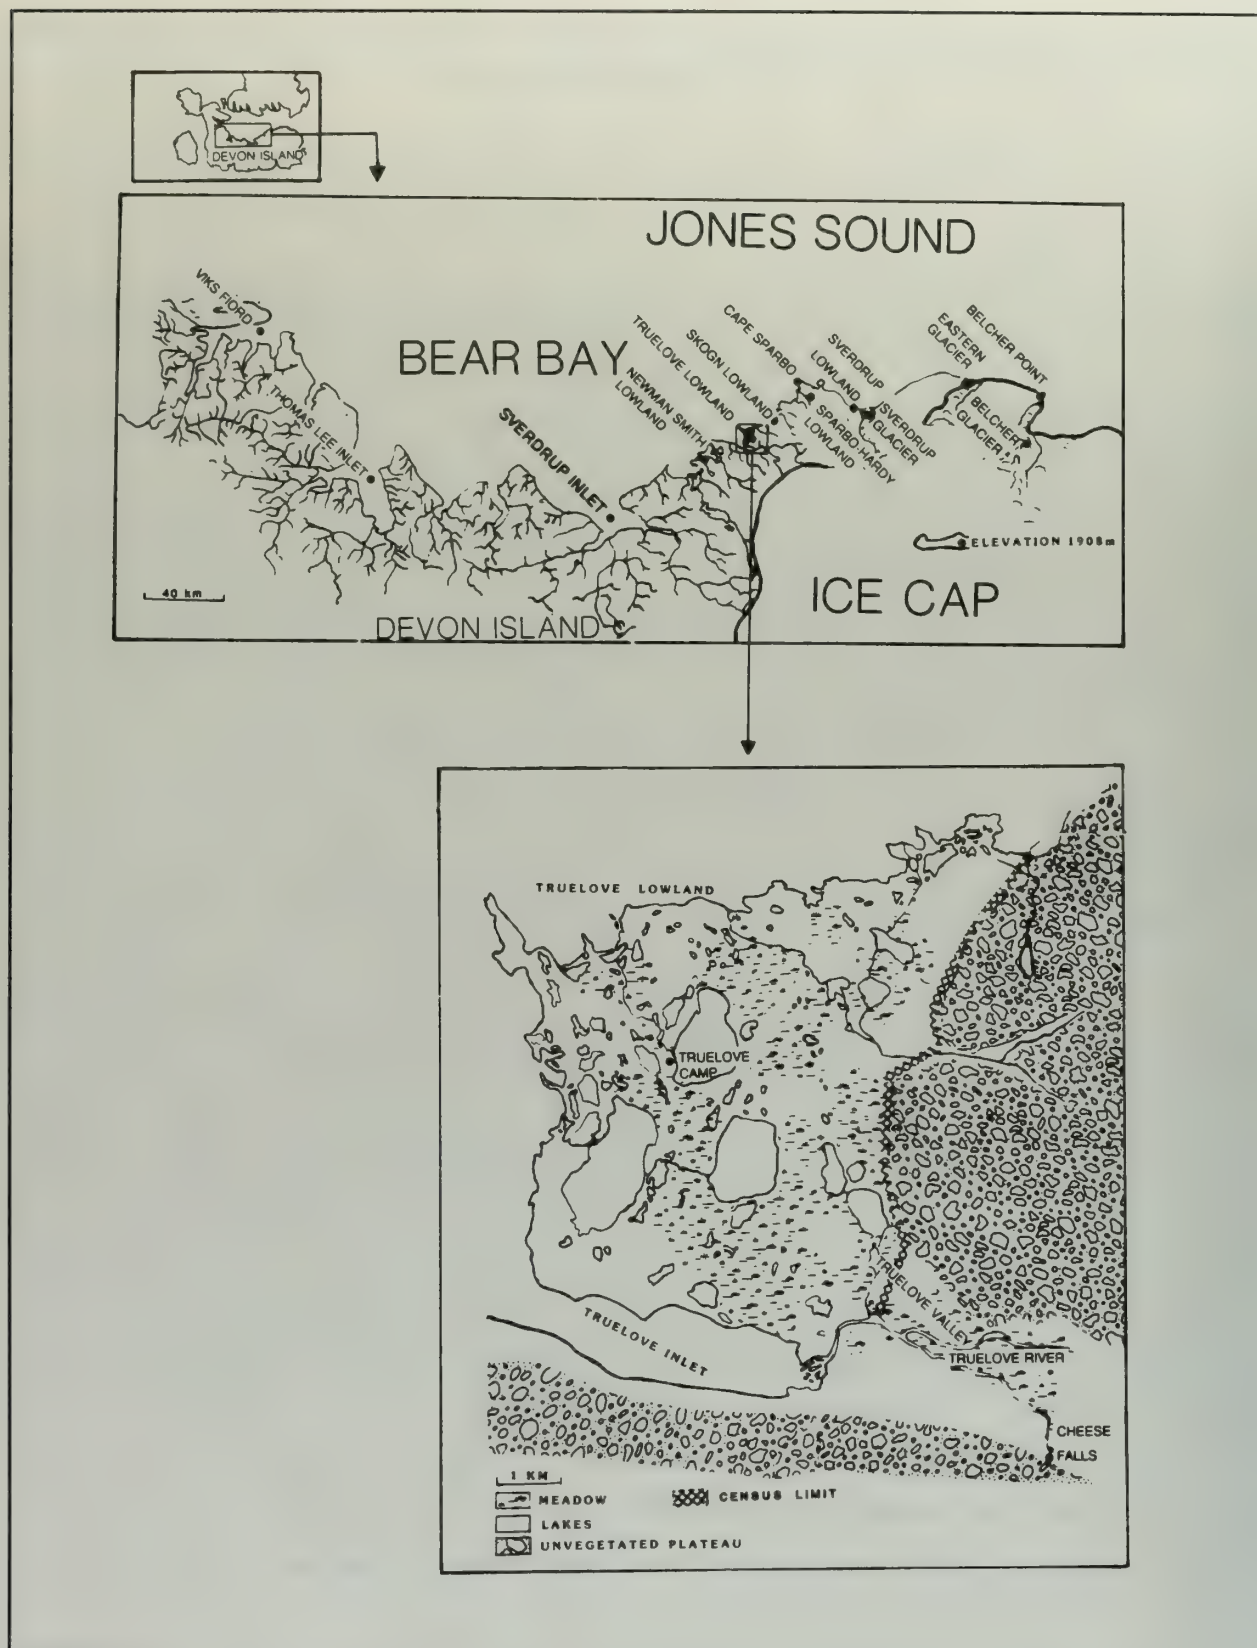 DEVON ISLAND
JONES SOUND
BEAR BAY
VIKS FIORD
THOMAS LEE INLET
SVERDRUP INLET
NEWMAN SMITH
LOWLAND
TRUELOVE LOWLAND
SKOGN LOWLAND
CAPE SPARBO
SPARBO-HARDY
LOWLAND
SVERDRUP
LOWLAND
SVERDRUP
GLACIER
EASTERN
GLACIER
BELCHER POINT
BELCHER
GLACIER
ELEVATION 1908m
ICE CAP
40 km
DEVON ISLAND
TRUELOVE LOWLAND
TRUELOVE
CAMP
TRUELOVE VALLEY
TRUELOVE INLET
TRUELOVE RIVER
CHEESE
FALLS
1 KM
MEADOW
CENSUS LIMIT
LAKES
UNVEGETATED PLATEAU